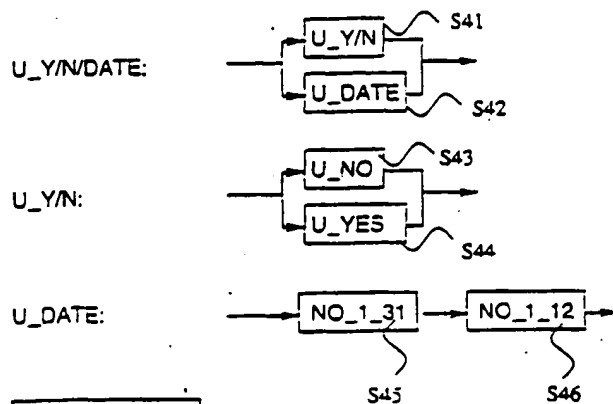 S41
U_Y/N
U_Y/N/DATE:
U_DATE
S42
S43
U_NO
U_Y/N:
U_YES
S44
U_DATE: NO_1_31 NO_1_12
S45 S46